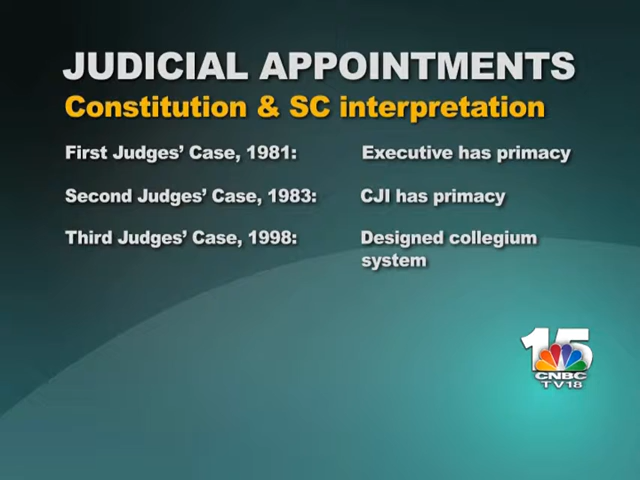 JUDICIAL APPOINTMENTS
Constitution & SC interpretation
First Judges' Case, 1981: Executive has primacy
Second Judges' Case, 1983: CJI has primacy
Third Judges' Case, 1998: Designed collegium
system
15
CNBC
TV18